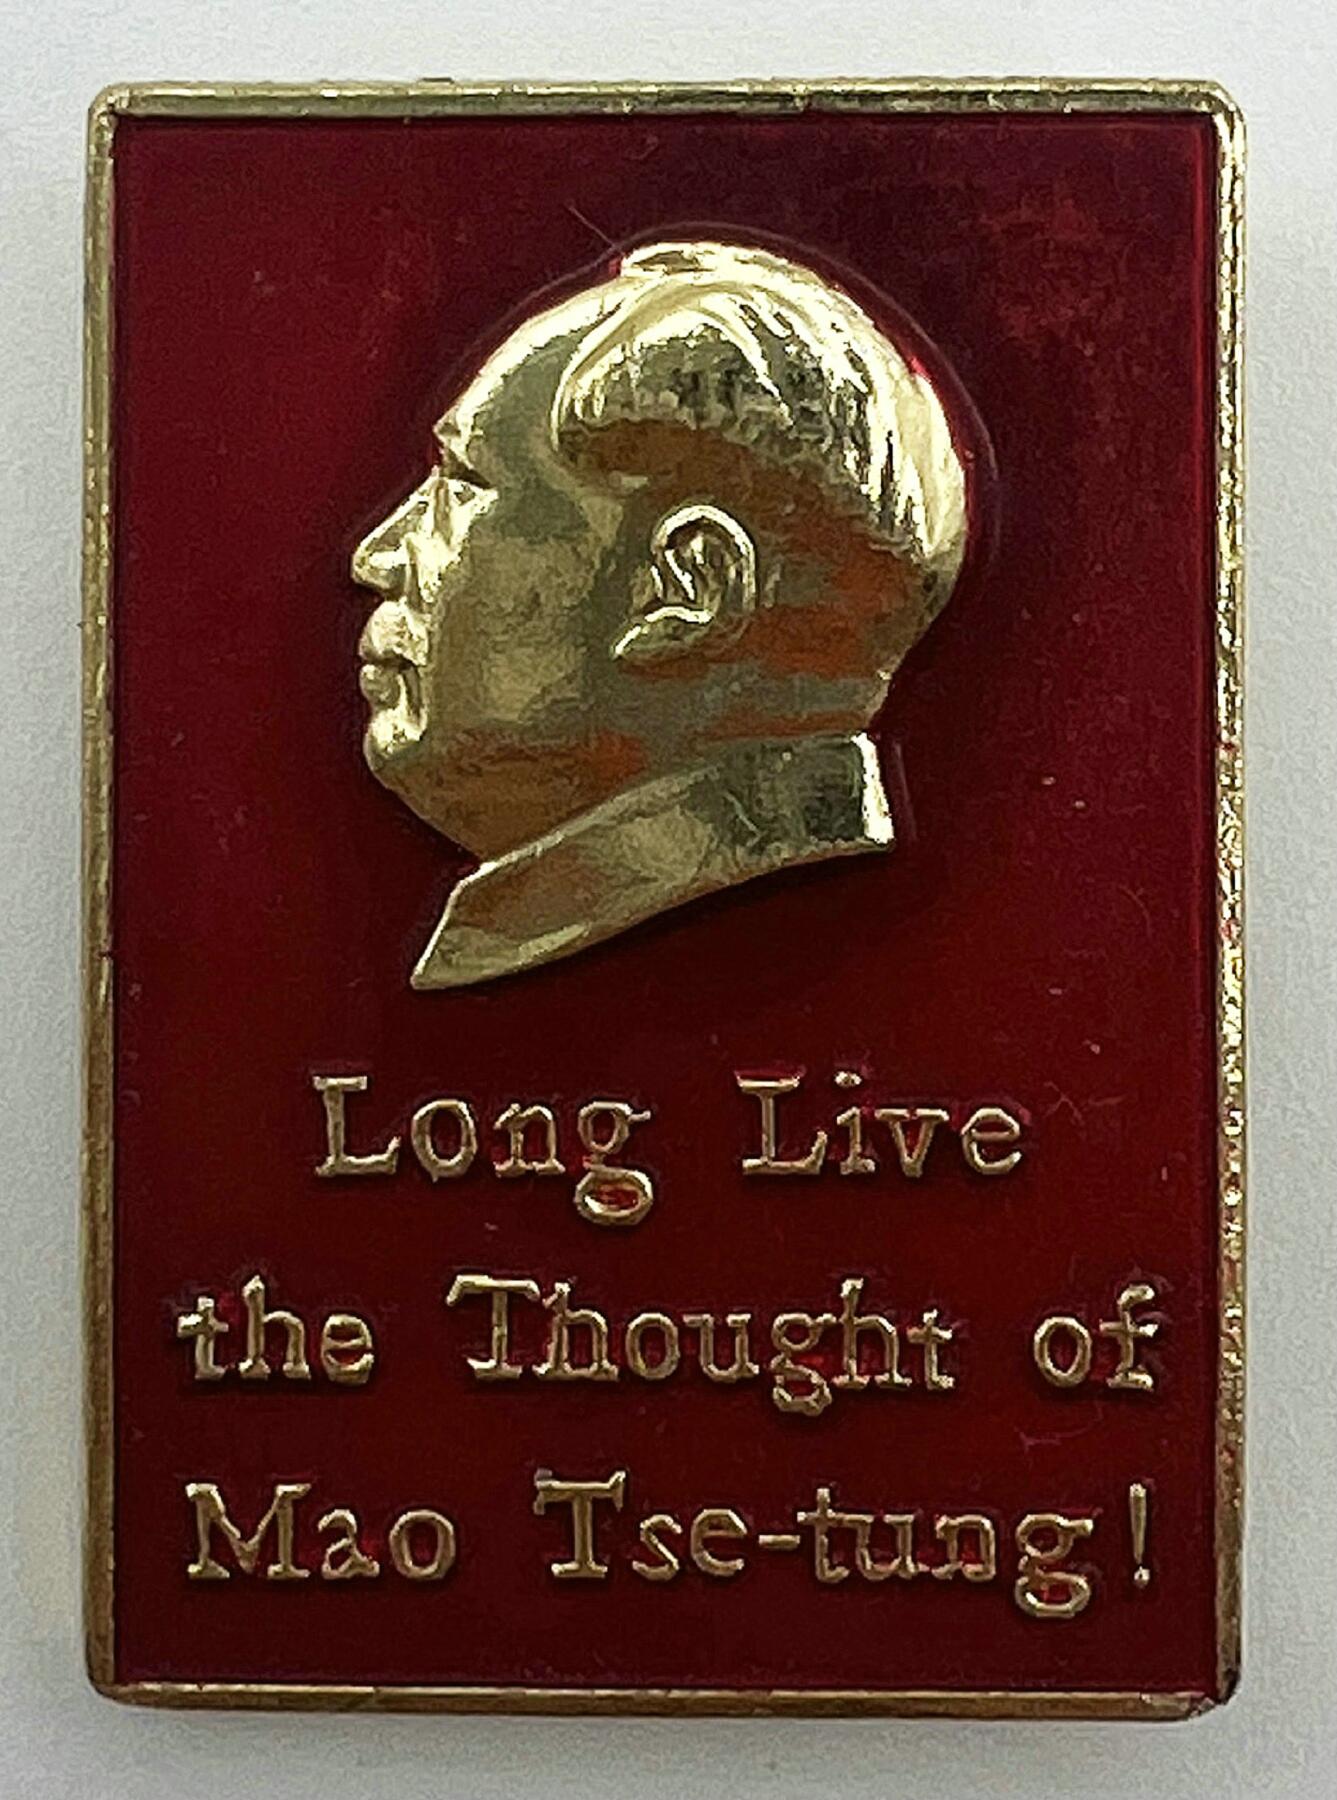 Long Live
the Thought of
Mao Tse-tung!